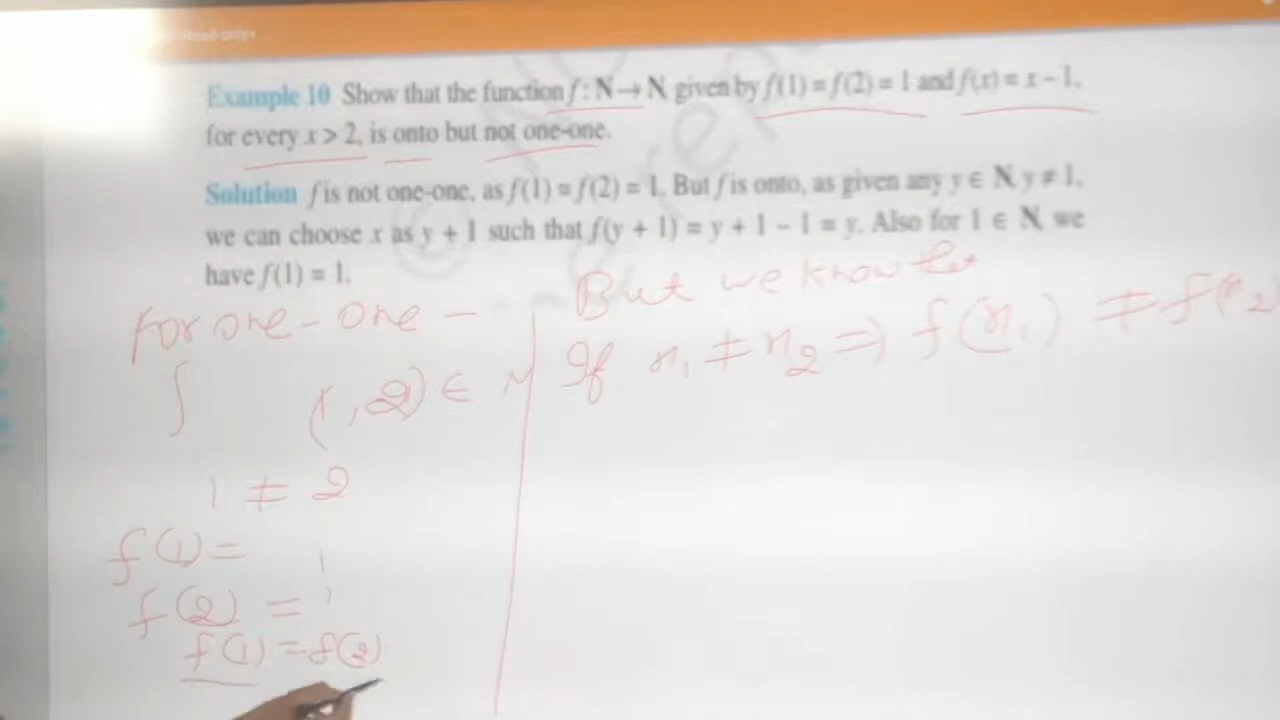 Example 10 Show that the function f : N → N given by f(1) = f(2) = 1 and f(x) = x – 1,
for every x > 2, is onto but not one-one.
Solution f is not one-one, as f(1) = f(2) = 1. But f is onto, as given any y ∈ N, y ≠ 1,
we can choose x as y + 1 such that f(y + 1) = y + 1 – 1 = y. Also for 1 ∈ N, we
have f(1) = 1.
For one - one -
(1, 2) ∈ N
1 ≠ 2
f(1) = 1
f(2) = 1
f(1) = f(2)
But we know
If x₁ ≠ x₂ ⇒ f(x₁) ≠ f(x₂)